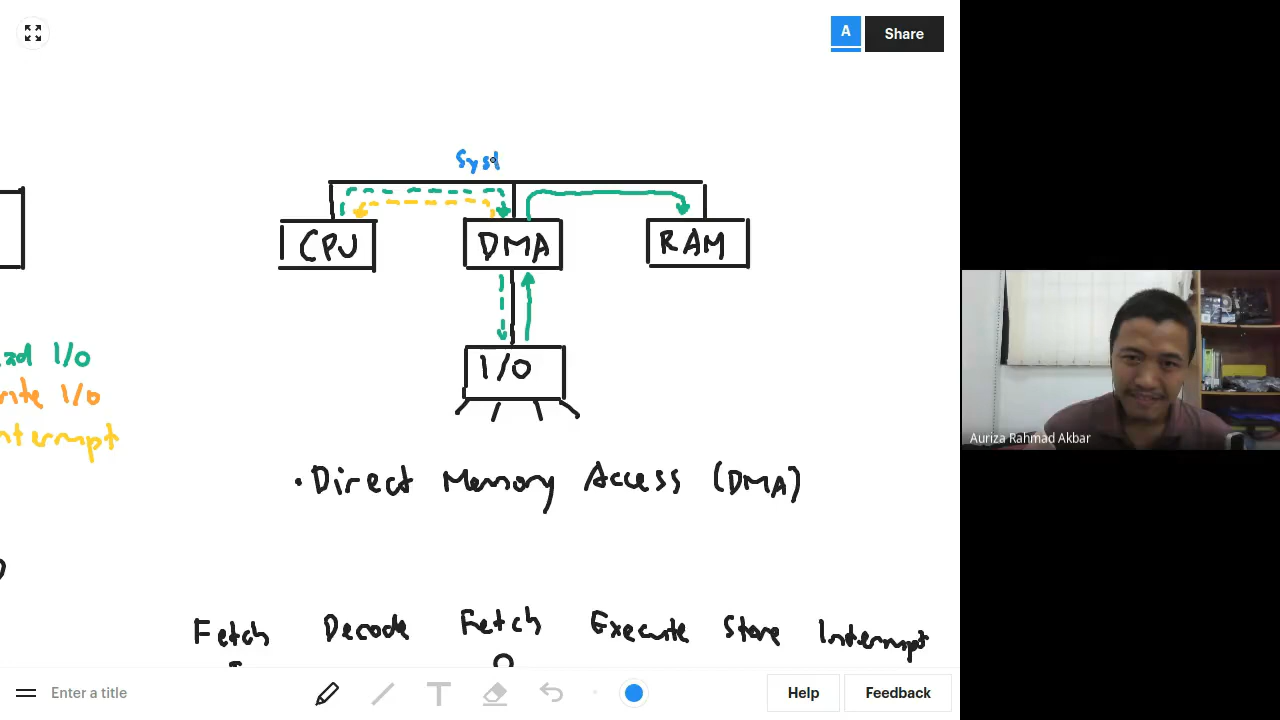 A
Share
Syst
CPU
DMA
RAM
I/O
I/O
I/O
Auriza Rahmad Akbar
• Direct Memory Access (DMA)
Fetch Decode Fetch Execute Store Interrupt
O
Enter a title
T
Help
Feedback